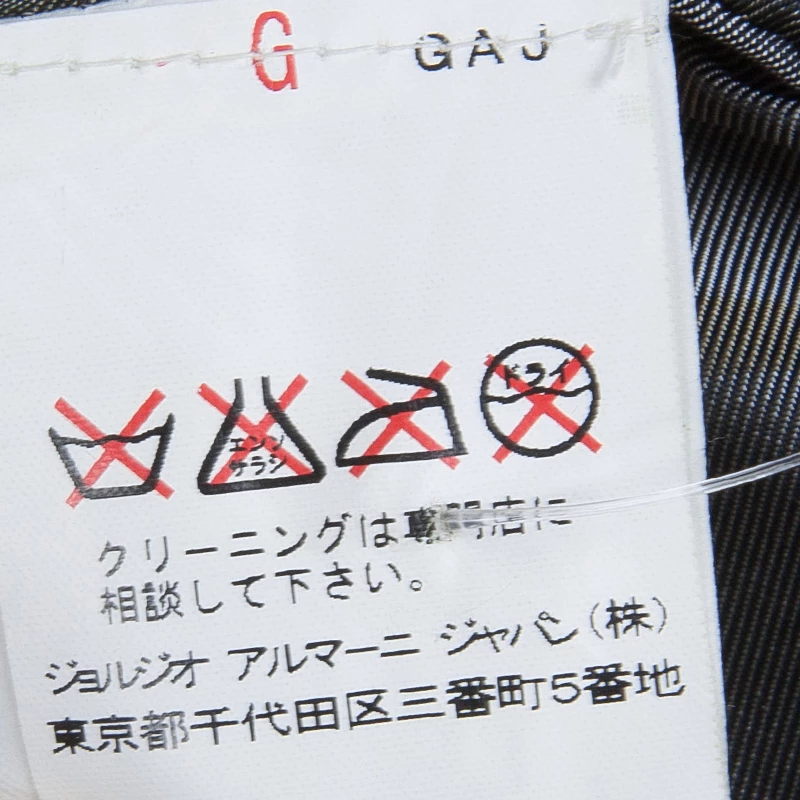 G GAJ
エンソ サラシ
ドライ
クリーニングは専門店に
相談して下さい。
ジョルジオ アルマーニ ジャパン(株)
東京都千代田区三番町5番地